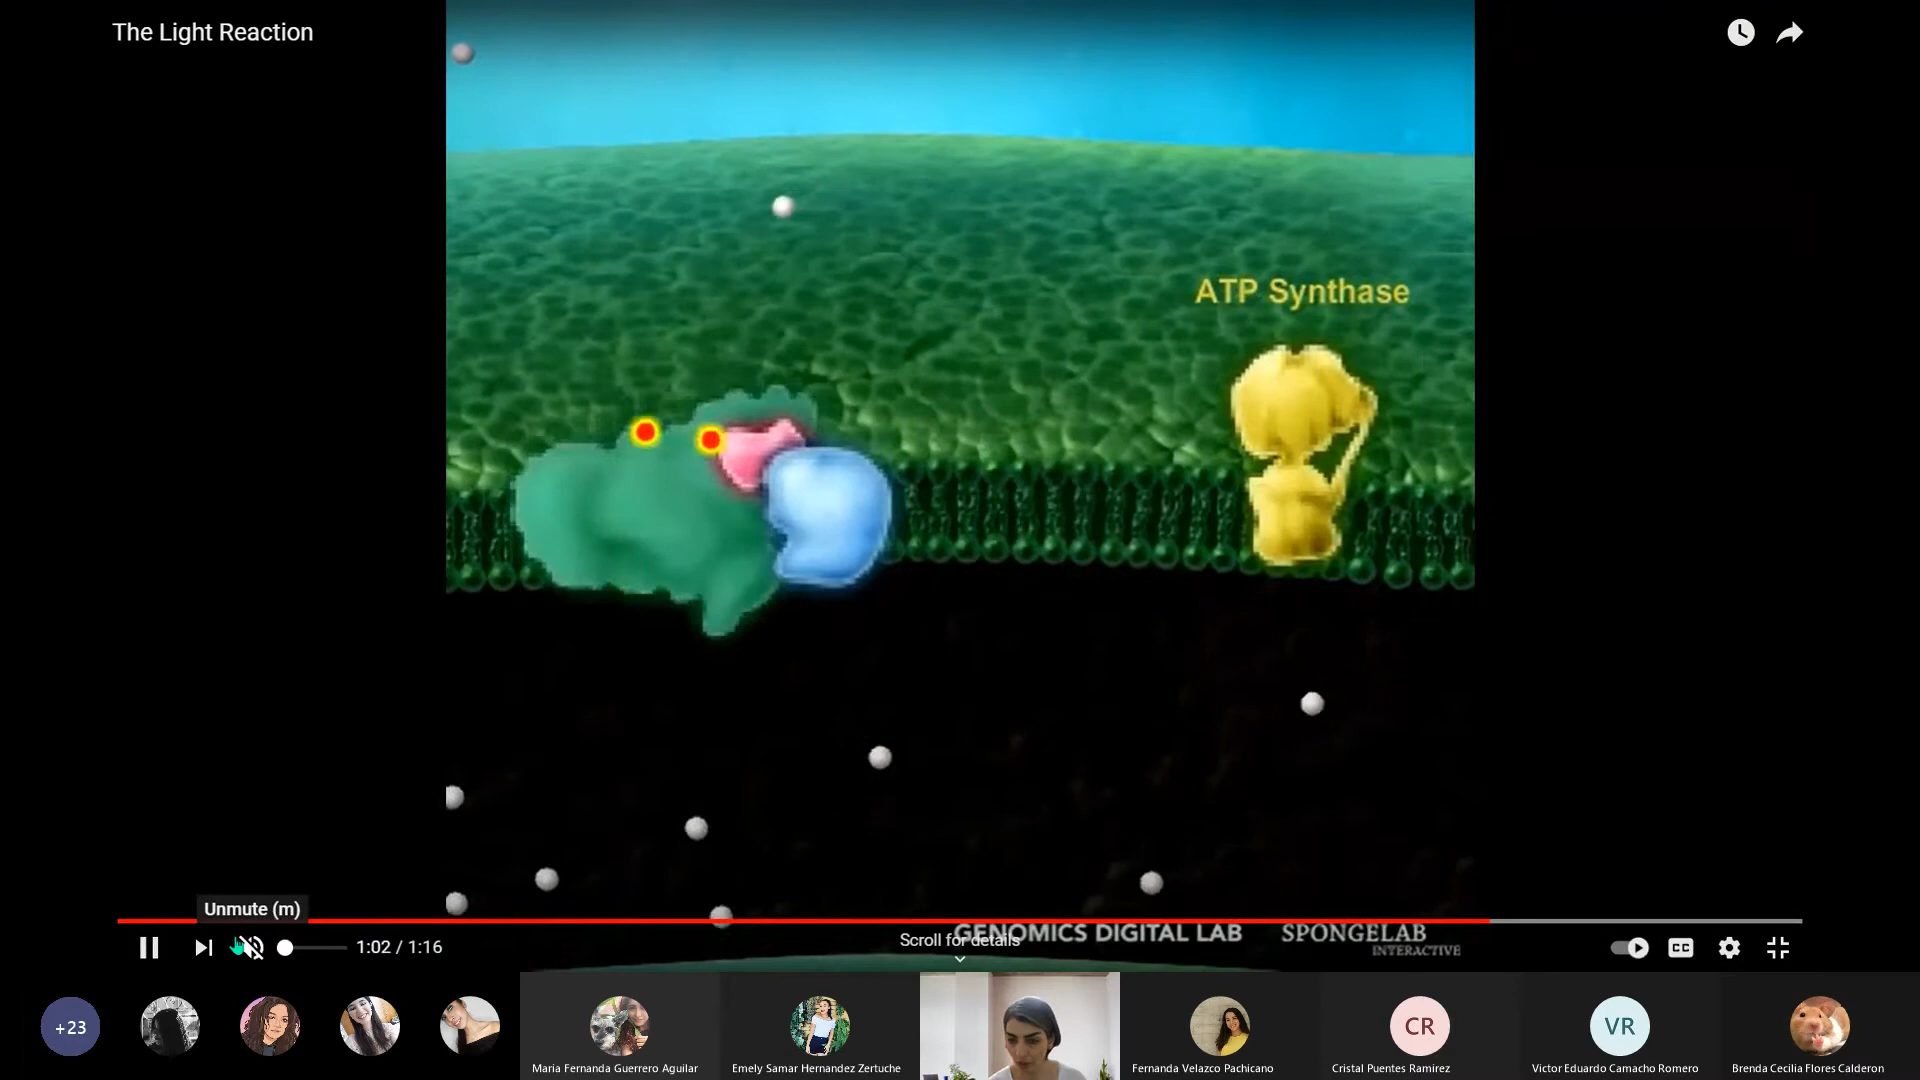 The Light Reaction
ATP Synthase
Unmute (m)
1:02 / 1:16
Scroll for details
GENOMICS DIGITAL LAB
SPONGELAB
INTERACTIVE
CC
+23
Maria Fernanda Guerrero Aguilar
Emely Samar Hernandez Zertuche
Fernanda Velazco Pachicano
CR
Cristal Puentes Ramirez
VR
Victor Eduardo Camacho Romero
Brenda Cecilia Flores Calderon